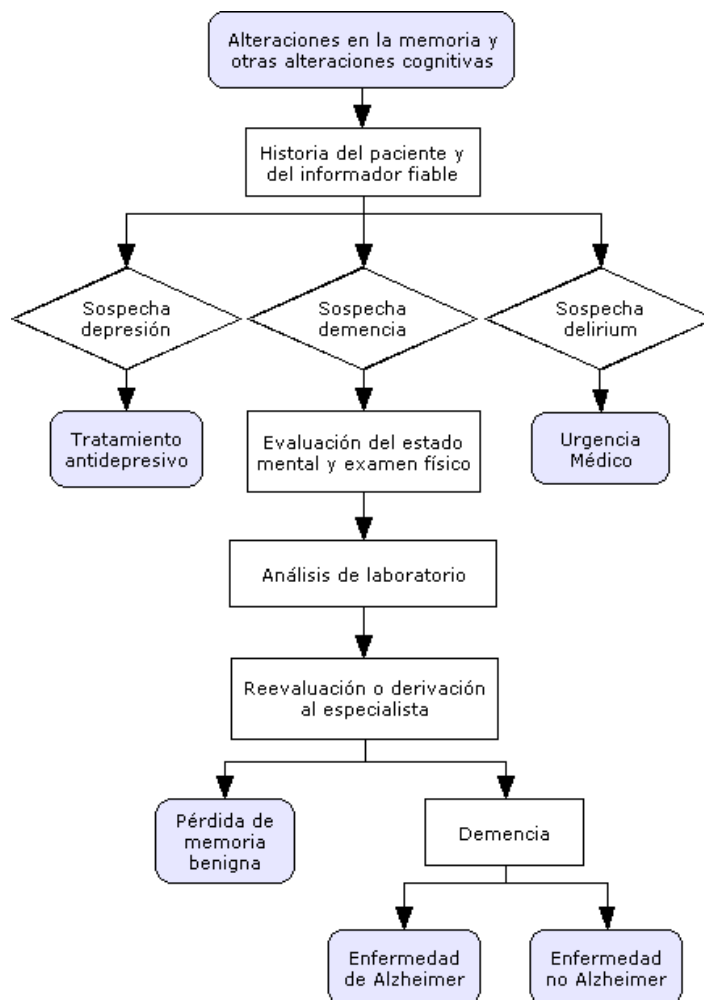 Alteraciones en la memoria y
otras alteraciones cognitivas
Historia del paciente y
del informador fiable
Sospecha
depresión
Sospecha
demencia
Sospecha
delirium
Tratamiento
antidepresivo
Evaluación del estado
mental y examen físico
Urgencia
Médico
Análisis de laboratorio
Reevaluación o derivación
al especialista
Pérdida de
memoria
benigna
Demencia
Enfermedad
de Alzheimer
Enfermedad
no Alzheimer